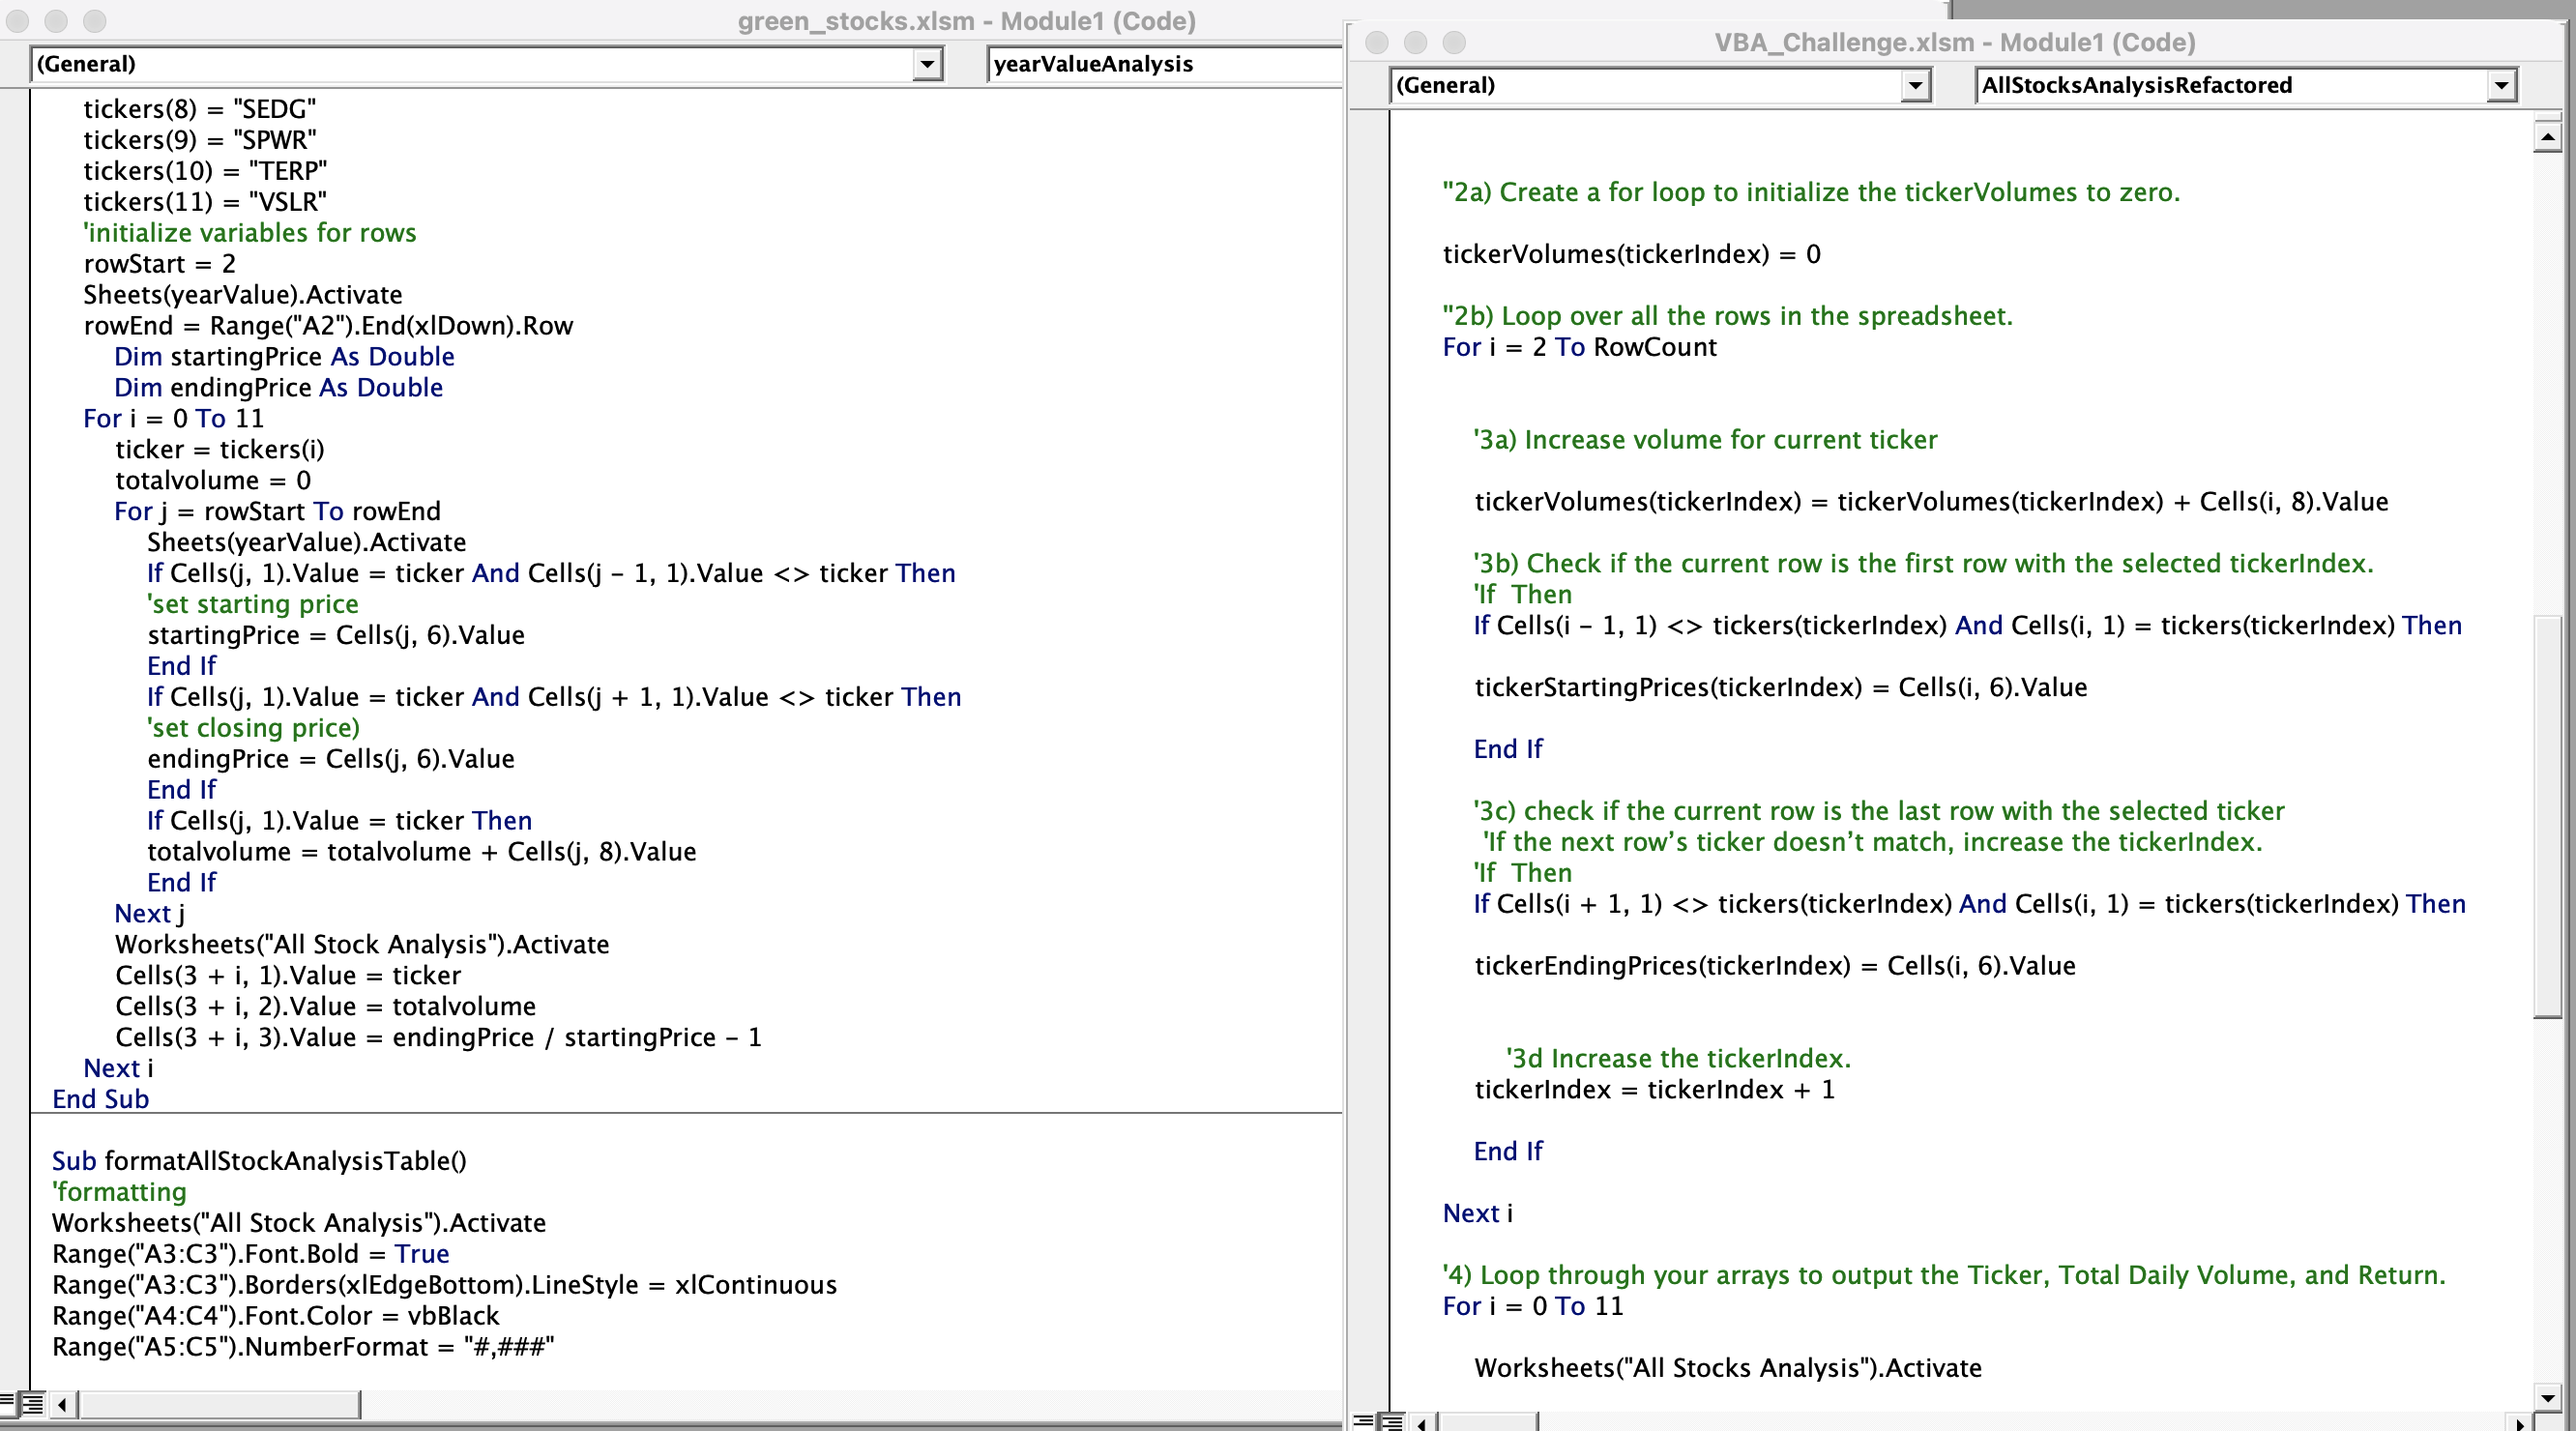 green_stocks.xlsm - Module1 (Code)
(General)
yearValueAnalysis
tickers(8) = "SEDG"
tickers(9) = "SPWR"
tickers(10) = "TERP"
tickers(11) = "VSLR"
'initialize variables for rows
rowStart = 2
Sheets(yearValue).Activate
rowEnd = Range("A2").End(xlDown).Row
Dim startingPrice As Double
Dim endingPrice As Double
For i = 0 To 11
ticker = tickers(i)
totalvolume = 0
For j = rowStart To rowEnd
Sheets(yearValue).Activate
If Cells(j, 1).Value = ticker And Cells(j - 1, 1).Value <> ticker Then
'set starting price
startingPrice = Cells(j, 6).Value
End If
If Cells(j, 1).Value = ticker And Cells(j + 1, 1).Value <> ticker Then
'set closing price)
endingPrice = Cells(j, 6).Value
End If
If Cells(j, 1).Value = ticker Then
totalvolume = totalvolume + Cells(j, 8).Value
End If
Next j
Worksheets("All Stock Analysis").Activate
Cells(3 + i, 1).Value = ticker
Cells(3 + i, 2).Value = totalvolume
Cells(3 + i, 3).Value = endingPrice / startingPrice - 1
Next i
End Sub
Sub formatAllStockAnalysisTable()
'formatting
Worksheets("All Stock Analysis").Activate
Range("A3:C3").Font.Bold = True
Range("A3:C3").Borders(xlEdgeBottom).LineStyle = xlContinuous
Range("A4:C4").Font.Color = vbBlack
Range("A5:C5").NumberFormat = "#,###"
VBA_Challenge.xlsm - Module1 (Code)
(General)
AllStocksAnalysisRefactored
''2a) Create a for loop to initialize the tickerVolumes to zero.
tickerVolumes(tickerIndex) = 0
''2b) Loop over all the rows in the spreadsheet.
For i = 2 To RowCount
'3a) Increase volume for current ticker
tickerVolumes(tickerIndex) = tickerVolumes(tickerIndex) + Cells(i, 8).Value
'3b) Check if the current row is the first row with the selected tickerIndex.
'If  Then
If Cells(i - 1, 1) <> tickers(tickerIndex) And Cells(i, 1) = tickers(tickerIndex) Then
tickerStartingPrices(tickerIndex) = Cells(i, 6).Value
End If
'3c) check if the current row is the last row with the selected ticker
'If the next row’s ticker doesn’t match, increase the tickerIndex.
'If  Then
If Cells(i + 1, 1) <> tickers(tickerIndex) And Cells(i, 1) = tickers(tickerIndex) Then
tickerEndingPrices(tickerIndex) = Cells(i, 6).Value
'3d Increase the tickerIndex.
tickerIndex = tickerIndex + 1
End If
Next i
'4) Loop through your arrays to output the Ticker, Total Daily Volume, and Return.
For i = 0 To 11
Worksheets("All Stocks Analysis").Activate